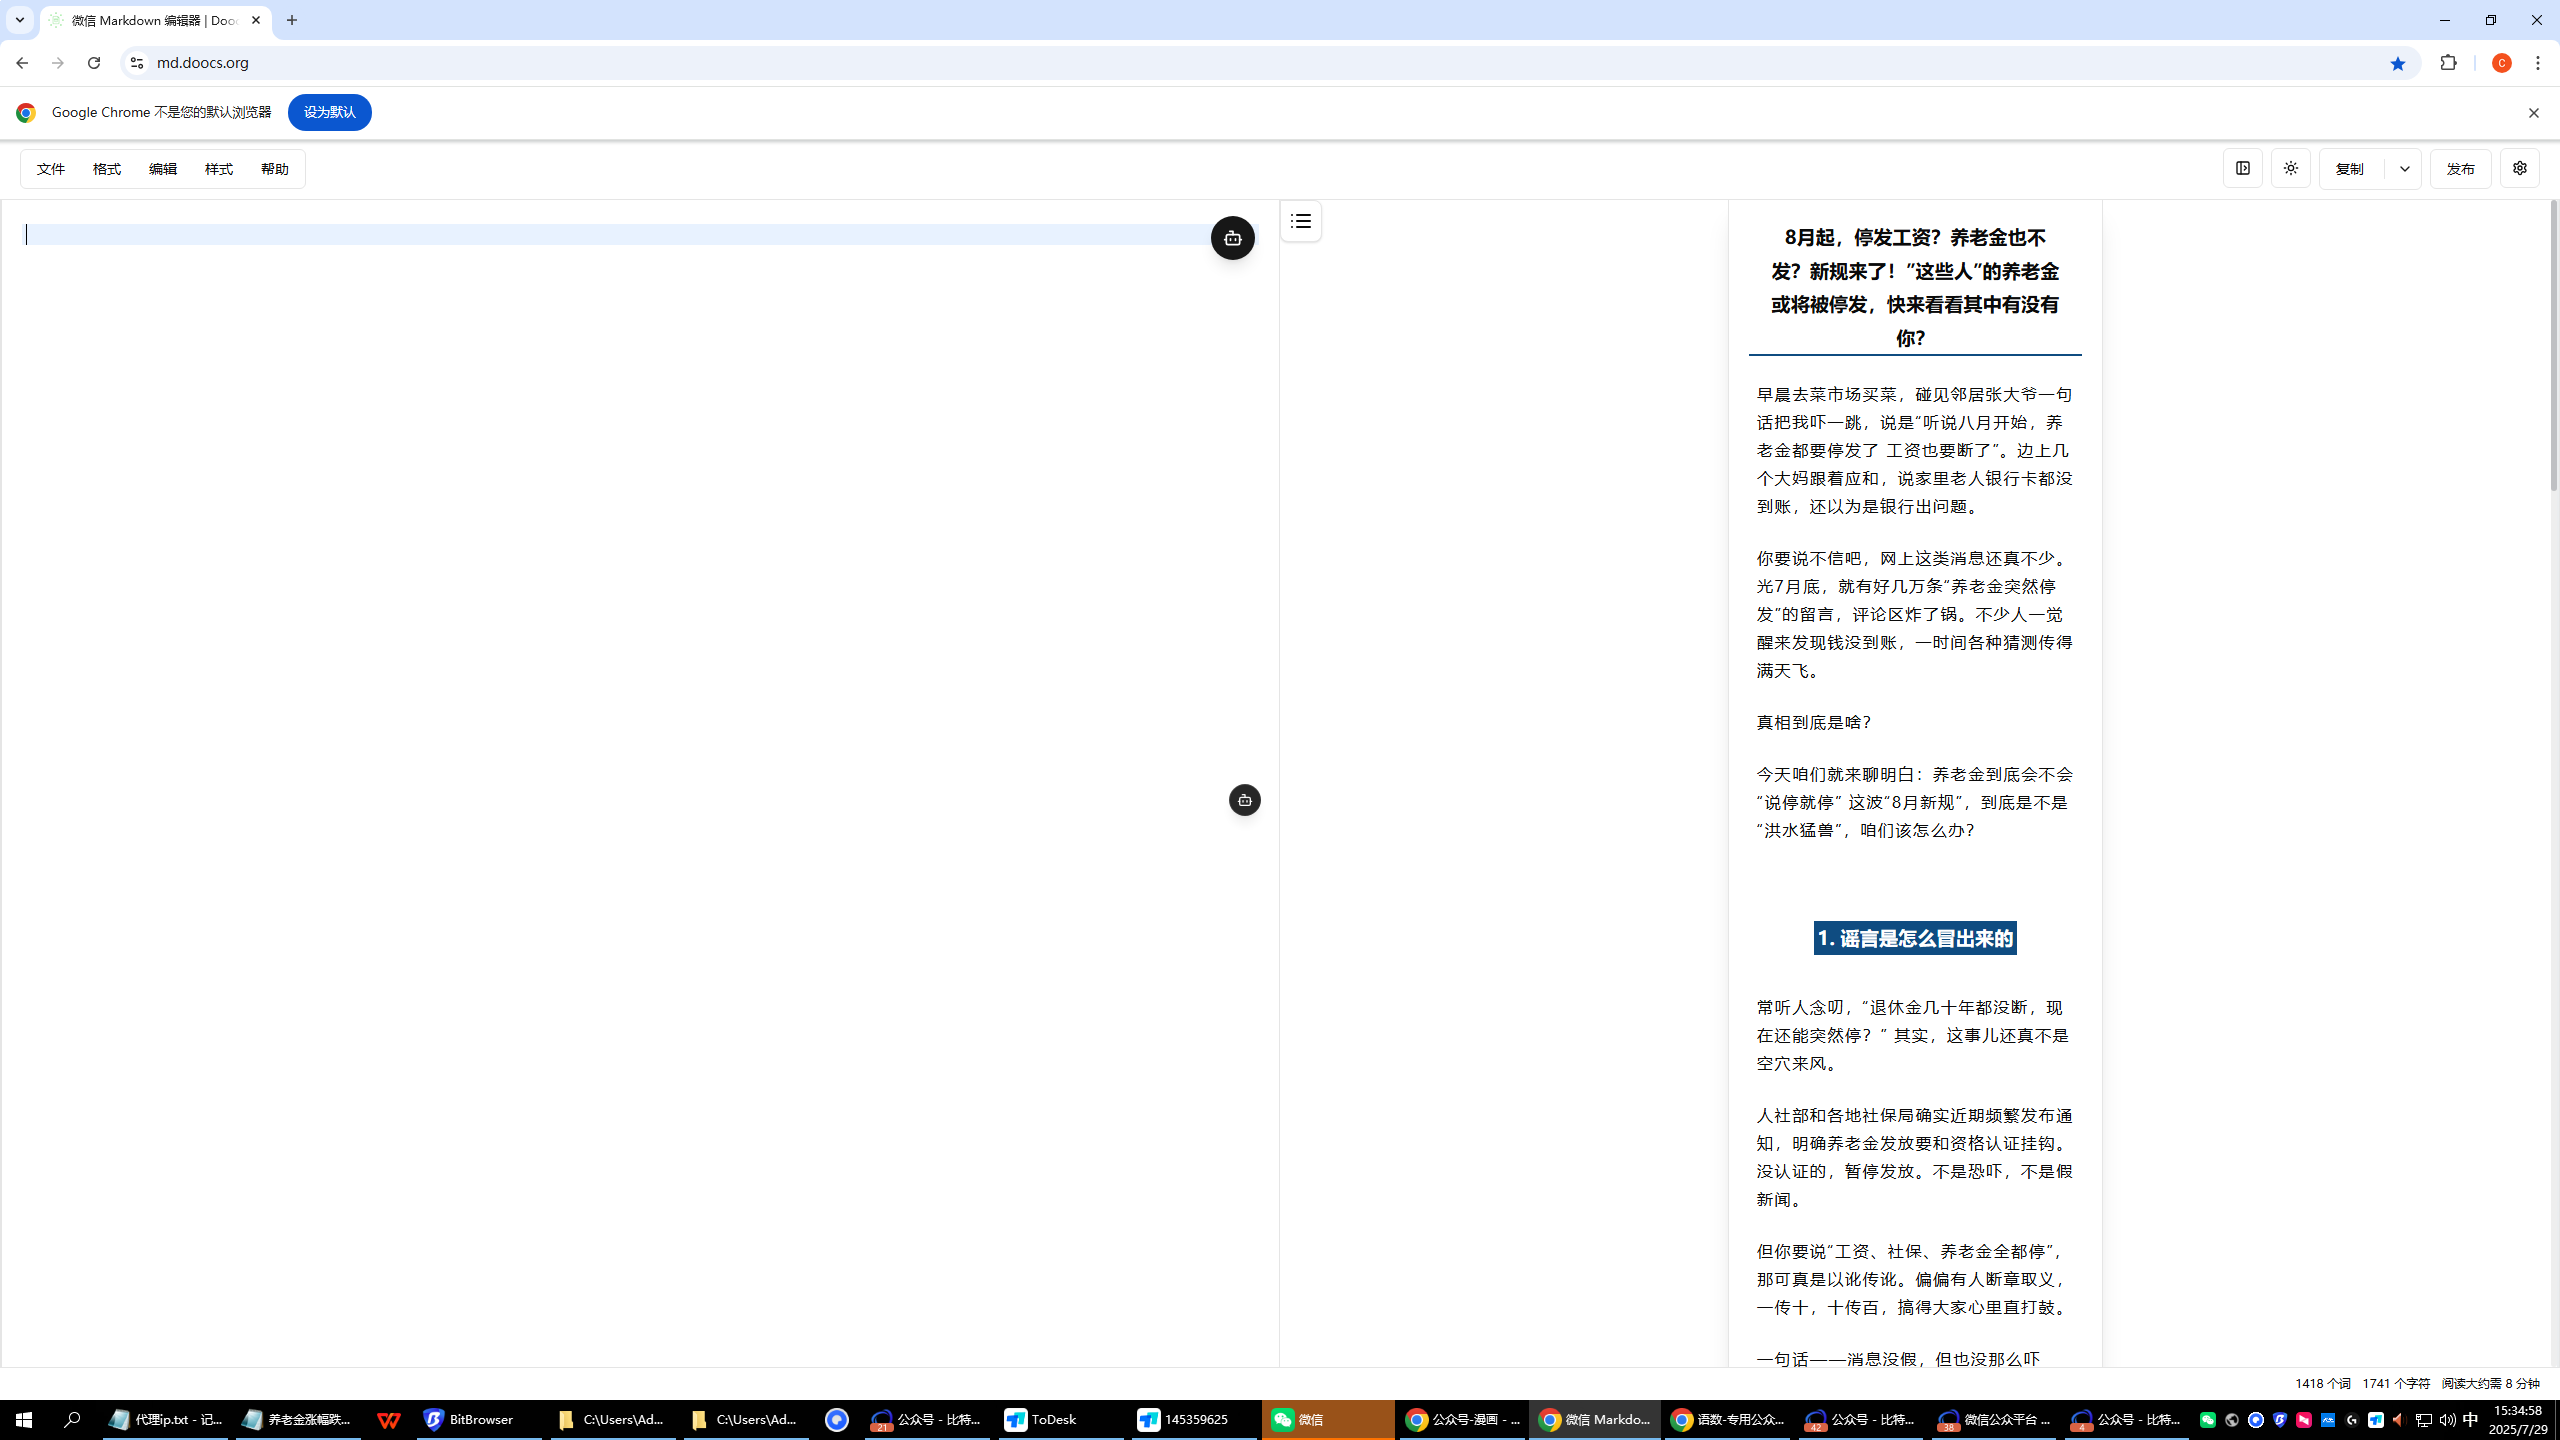 微信 Markdown 编辑器 | Dooc
md.doocs.org
C
Google Chrome 不是您的默认浏览器
设为默认
文件
格式
编辑
样式
帮助
复制
发布
8月起，停发工资？养老金也不
发？新规来了！“这些人”的养老金
或将被停发，快来看看其中有没有
你？
早晨去菜市场买菜，碰见邻居张大爷一句
话把我吓一跳，说是“听说八月开始，养
老金都要停发了 工资也要断了”。边上几
个大妈跟着应和，说家里老人银行卡都没
到账，还以为是银行出问题。
你要说不信吧，网上这类消息还真不少。
光7月底，就有好几万条“养老金突然停
发”的留言，评论区炸了锅。不少人一觉
醒来发现钱没到账，一时间各种猜测传得
满天飞。
真相到底是啥？
今天咱们就来聊明白：养老金到底会不会
“说停就停” 这波“8月新规”，到底是不是
“洪水猛兽”，咱们该怎么办？
1. 谣言是怎么冒出来的
常听人念叨，“退休金几十年都没断，现
在还能突然停？” 其实，这事儿还真不是
空穴来风。
人社部和各地社保局确实近期频繁发布通
知，明确养老金发放要和资格认证挂钩。
没认证的，暂停发放。不是恐吓，不是假
新闻。
但你要说“工资、社保、养老金全都停”，
那可真是以讹传讹。偏偏有人断章取义，
一传十，十传百，搞得大家心里直打鼓。
一句话——消息没假，但也没那么吓
1418 个词 1741 个字符 阅读大约需 8 分钟
代理ip.txt - 记...
养老金涨幅跌...
BitBrowser
C:\Users\Ad...
C:\Users\Ad...
21
公众号 - 比特...
ToDesk
145359625
微信
公众号-漫画 - ...
微信 Markdo...
语数-专用公众...
42
公众号 - 比特...
38
微信公众平台 ...
4
公众号 - 比特...
中
15:34:58
2025/7/29